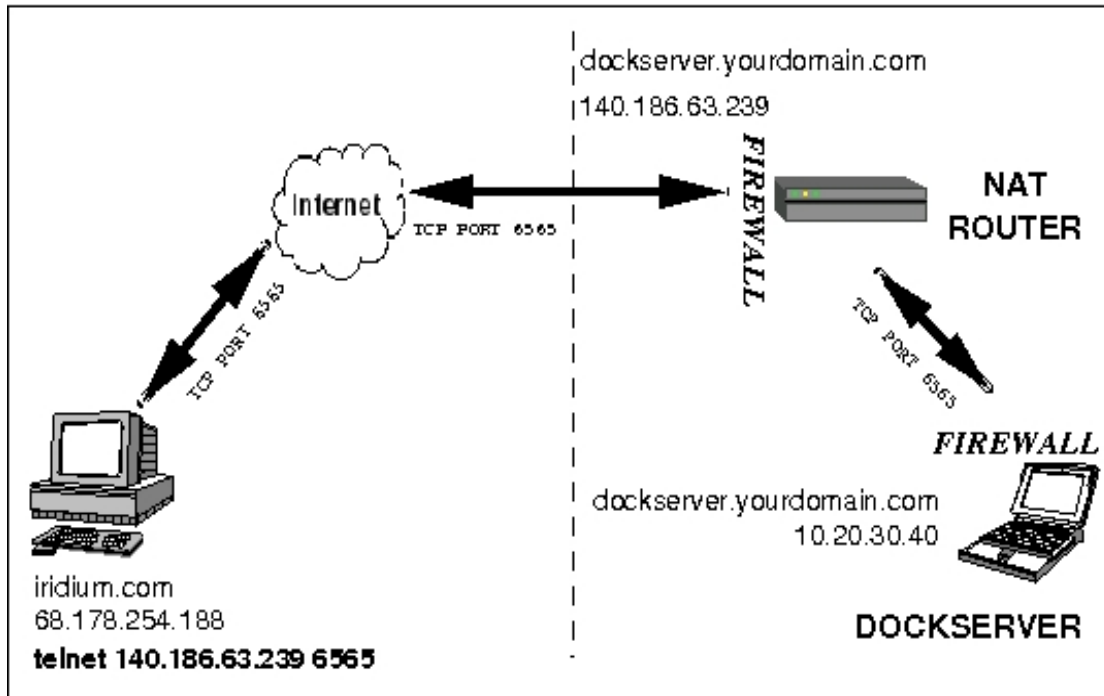 dockserver.yourdomain.com
140.186.63.239
FIREWALL
NAT
ROUTER
Internet
TCP PORT 6565
TCP PORT 6565
TCP PORT 6565
FIREWALL
dockserver.yourdomain.com
10.20.30.40
DOCKSERVER
iridium.com
68.178.254.188
telnet 140.186.63.239 6565